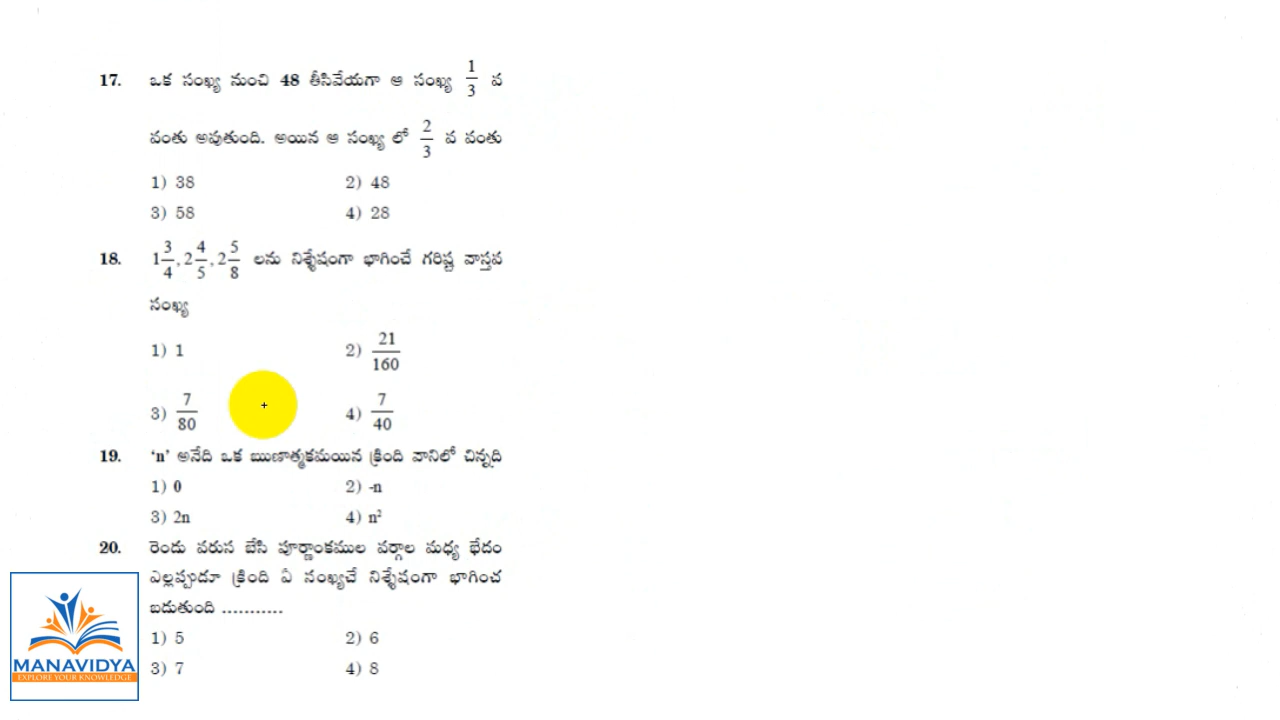 17. ఒక సంఖ్య నుంచి 48 తీసివేయగా ఆ సంఖ్య 1/3 వ
వంతు అవుతుంది. అయిన ఆ సంఖ్య లో 2/3 వ వంతు
1) 38 2) 48
3) 58 4) 28
18. 1 3/4, 2 4/5, 2 5/8 లను నిశ్శేషంగా భాగించే గరిష్ట వాస్తవ
సంఖ్య
1) 1 2) 21/160
3) 7/80 4) 7/40
19. ‘n’ అనేది ఒక ఋణాత్మకమయిన క్రింది వానిలో చిన్నది
1) 0 2) -n
3) 2n 4) n²
20. రెండు వరుస బేసి పూర్ణాంకముల వర్గాల మధ్య భేదం
ఎల్లప్పుడూ క్రింది ఏ సంఖ్యచే నిశ్శేషంగా భాగించ
బడుతుంది ...........
1) 5 2) 6
3) 7 4) 8
MANAVIDYA
EXPLORE YOUR KNOWLEDGE